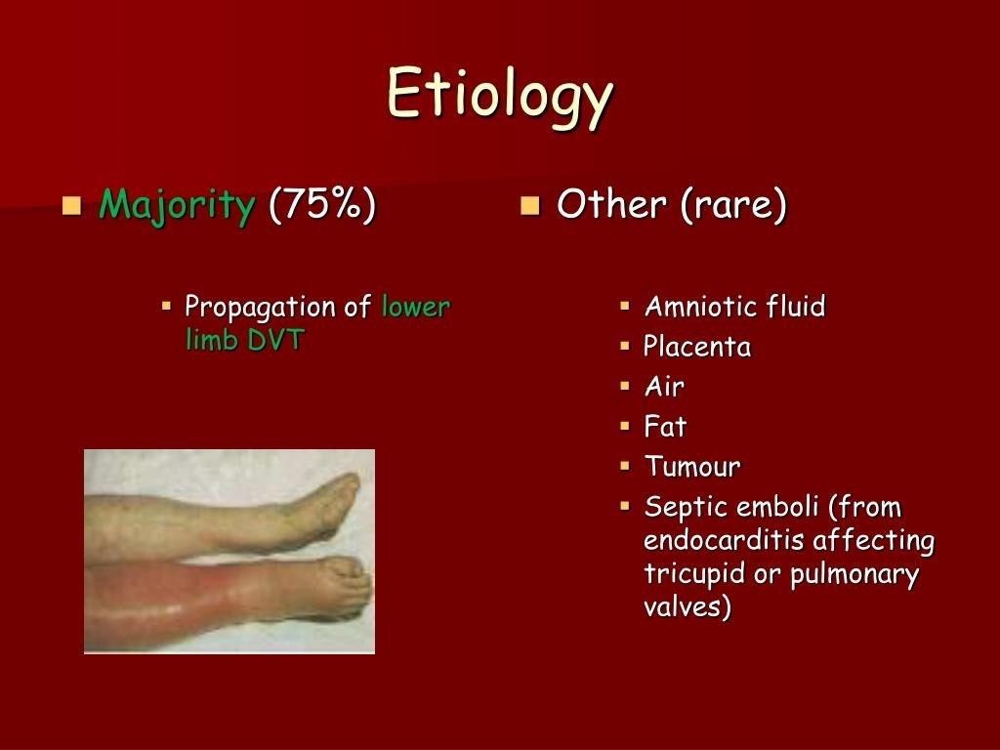 Etiology
Majority (75%)
Propagation of lower
limb DVT
Other (rare)
Amniotic fluid
Placenta
Air
Fat
Tumour
Septic emboli (from
endocarditis affecting
tricupid or pulmonary
valves)